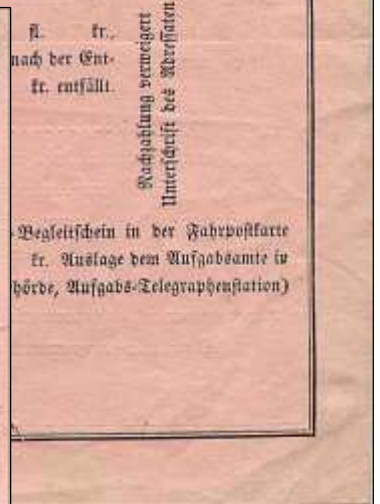 fl. kr.,
nach der Ent-
kr. entfällt.
Nachzahlung verweigert
Unterschrift des Adressaten
-Begleitschein in der Fahrpostkarte
kr. Auslage dem Aufgabsamte in
hörde, Aufgabs-Telegraphenstation)